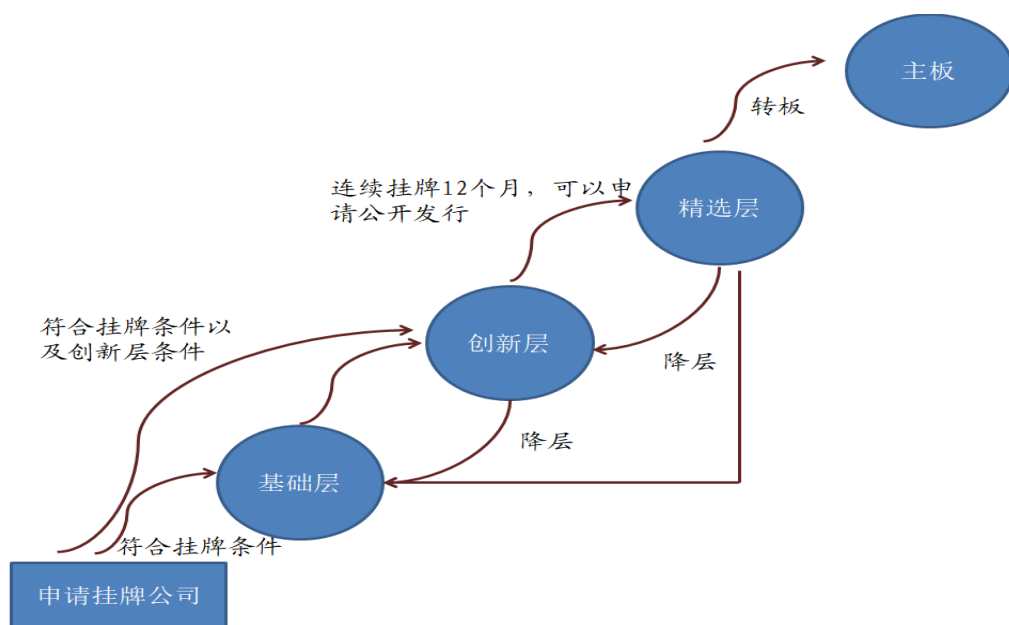 主板
转板
连续挂牌12个月，可以申
请公开发行
精选层
符合挂牌条件以
及创新层条件
创新层
降层
降层
基础层
符合挂牌条件
申请挂牌公司